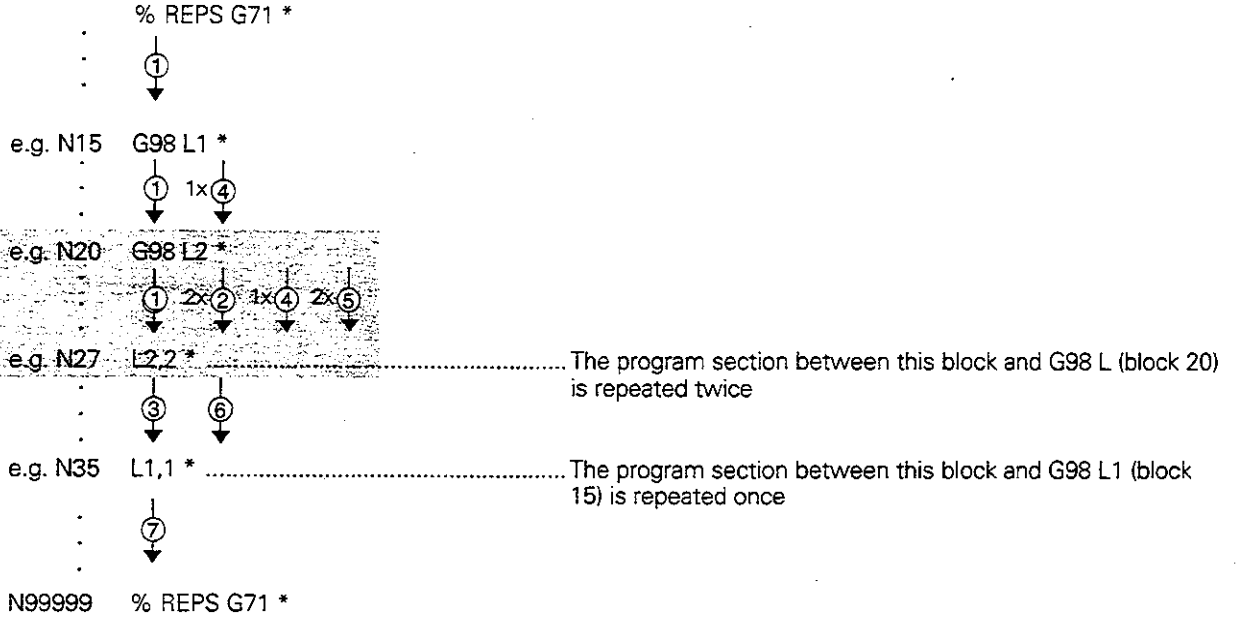 % REPS G71 *
①
e.g. N15 G98 L1 *
① 1x④
e.g. N20 G98 L2 *
① 2x② 1x④ 2x⑤
e.g. N27 L2,2 * ........................................ The program section between this block and G98 L (block 20)
is repeated twice
③ ⑥
e.g. N35 L1,1 * ........................................ The program section between this block and G98 L1 (block
15) is repeated once
⑦
N99999 % REPS G71 *